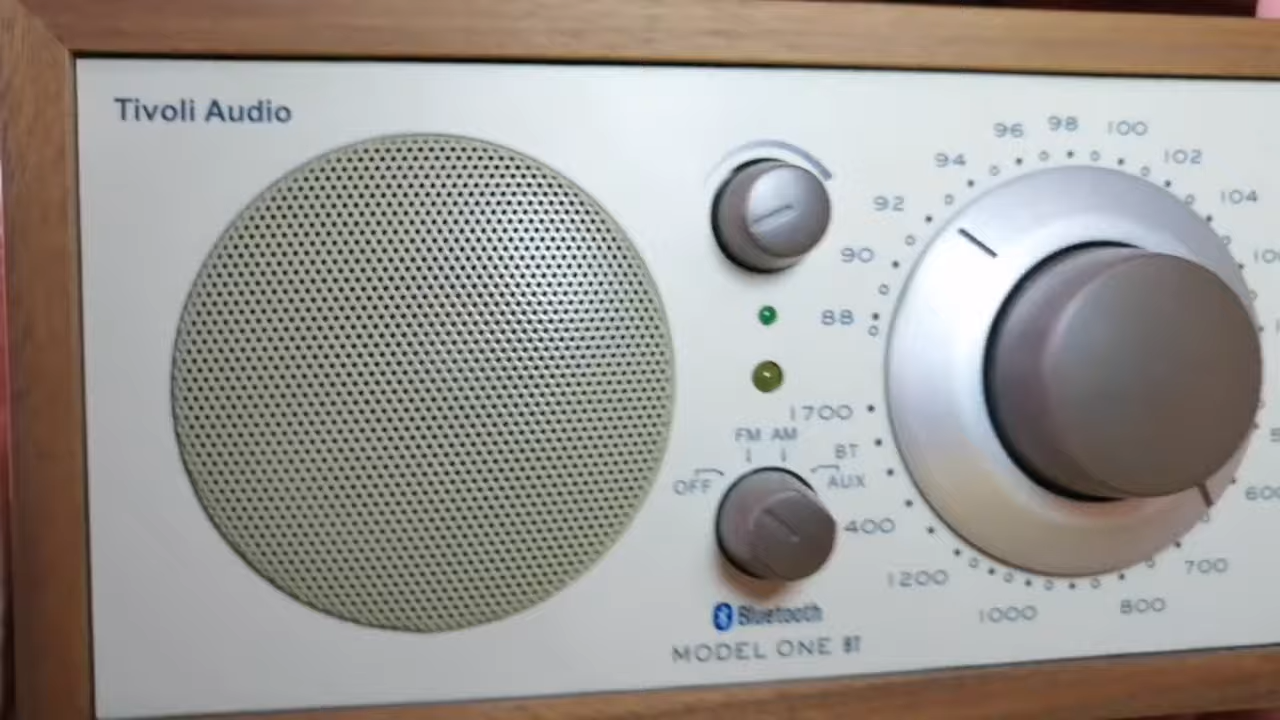 Tivoli Audio
96 98 100
94 102
92 104
90
88
1700
FM AM
BT
OFF AUX
400
600
1200 700
1000 800
Bluetooth
MODEL ONE BT